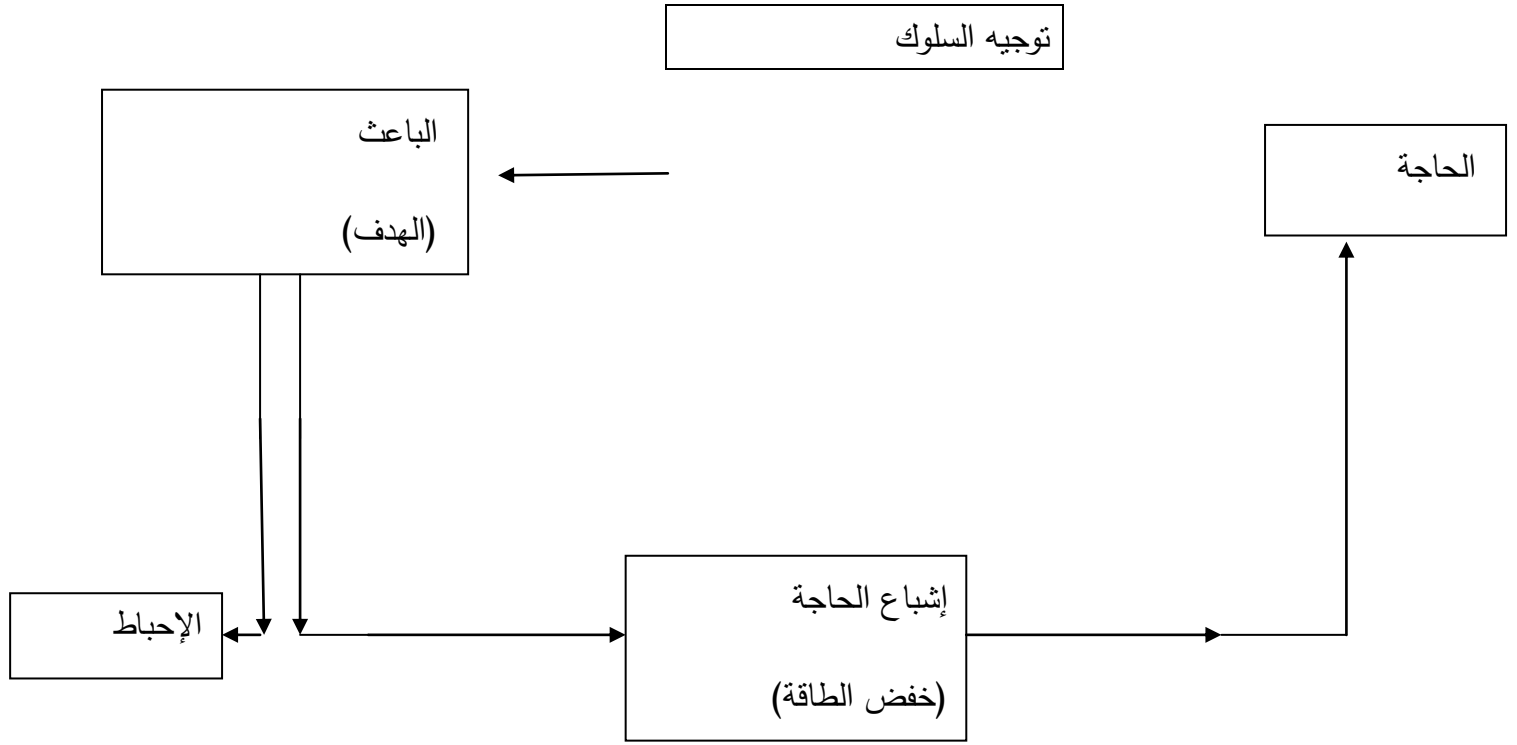 توجيه السلوك
الحاجة
الباعث
(الهدف)
إشباع الحاجة
(خفض الطاقة)
الإحباط